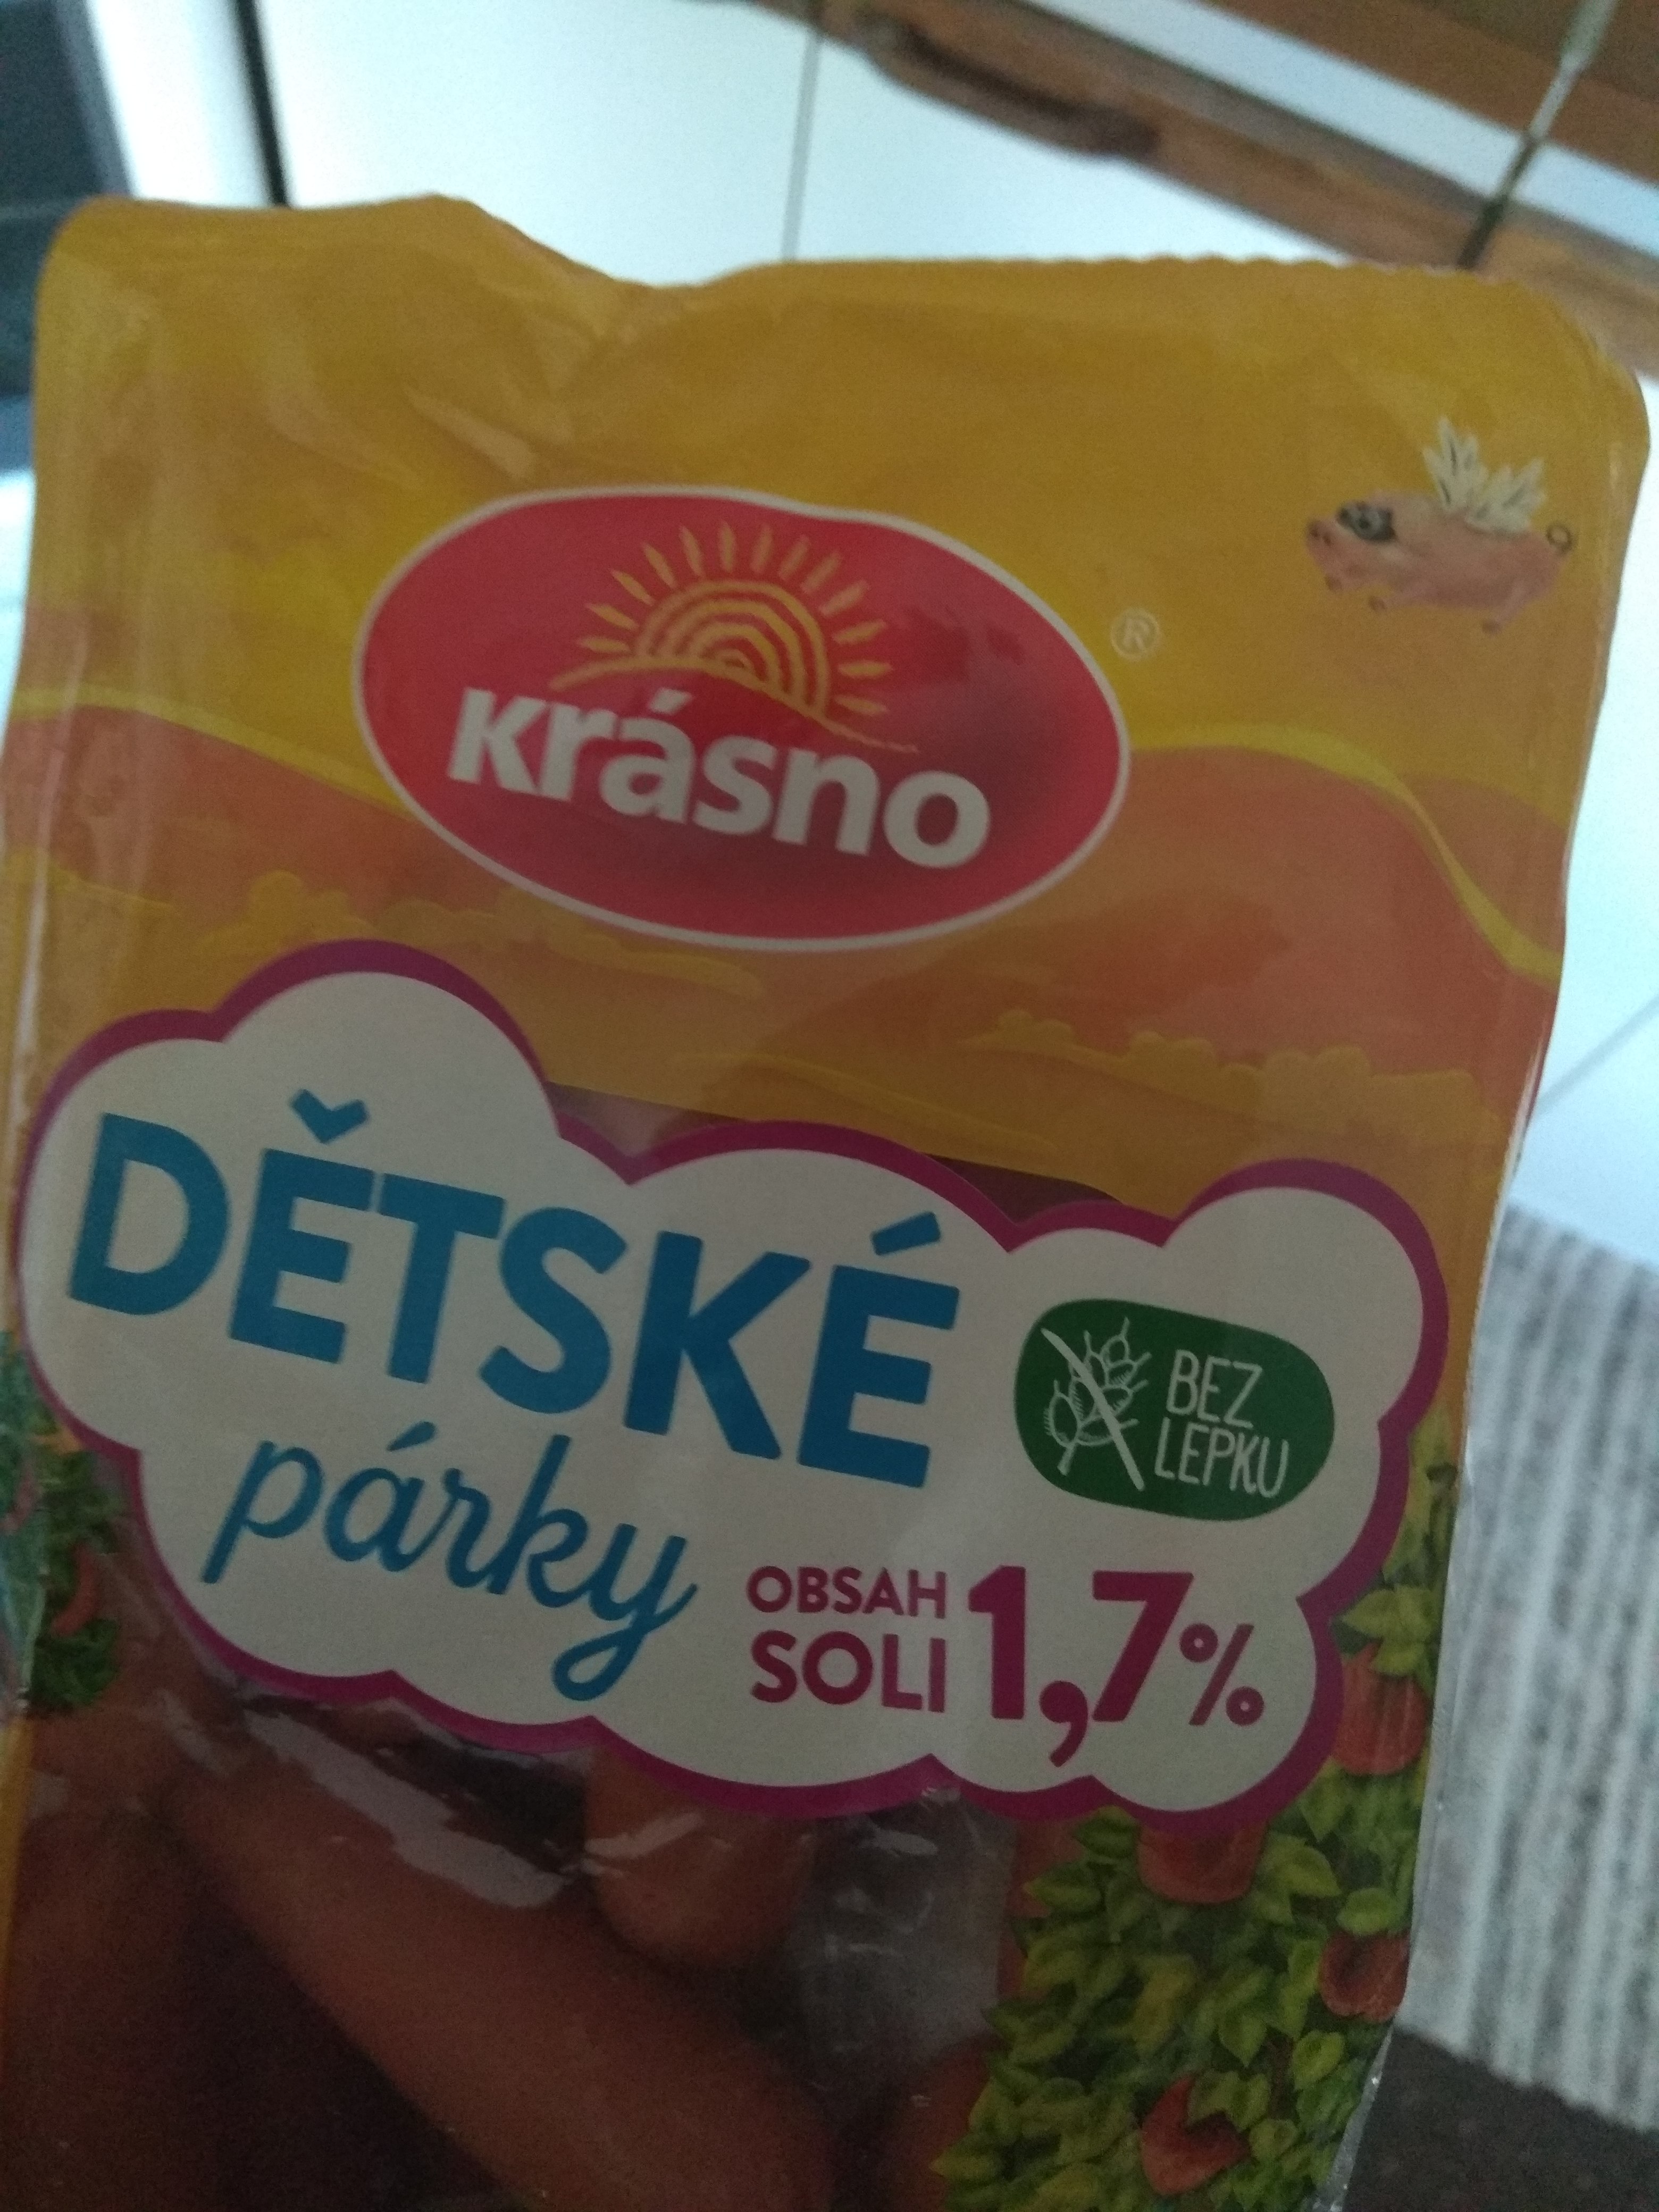 krásno
®
DĚTSKÉ
párky
BEZ
LEPKU
OBSAH
SOLI 1,7%